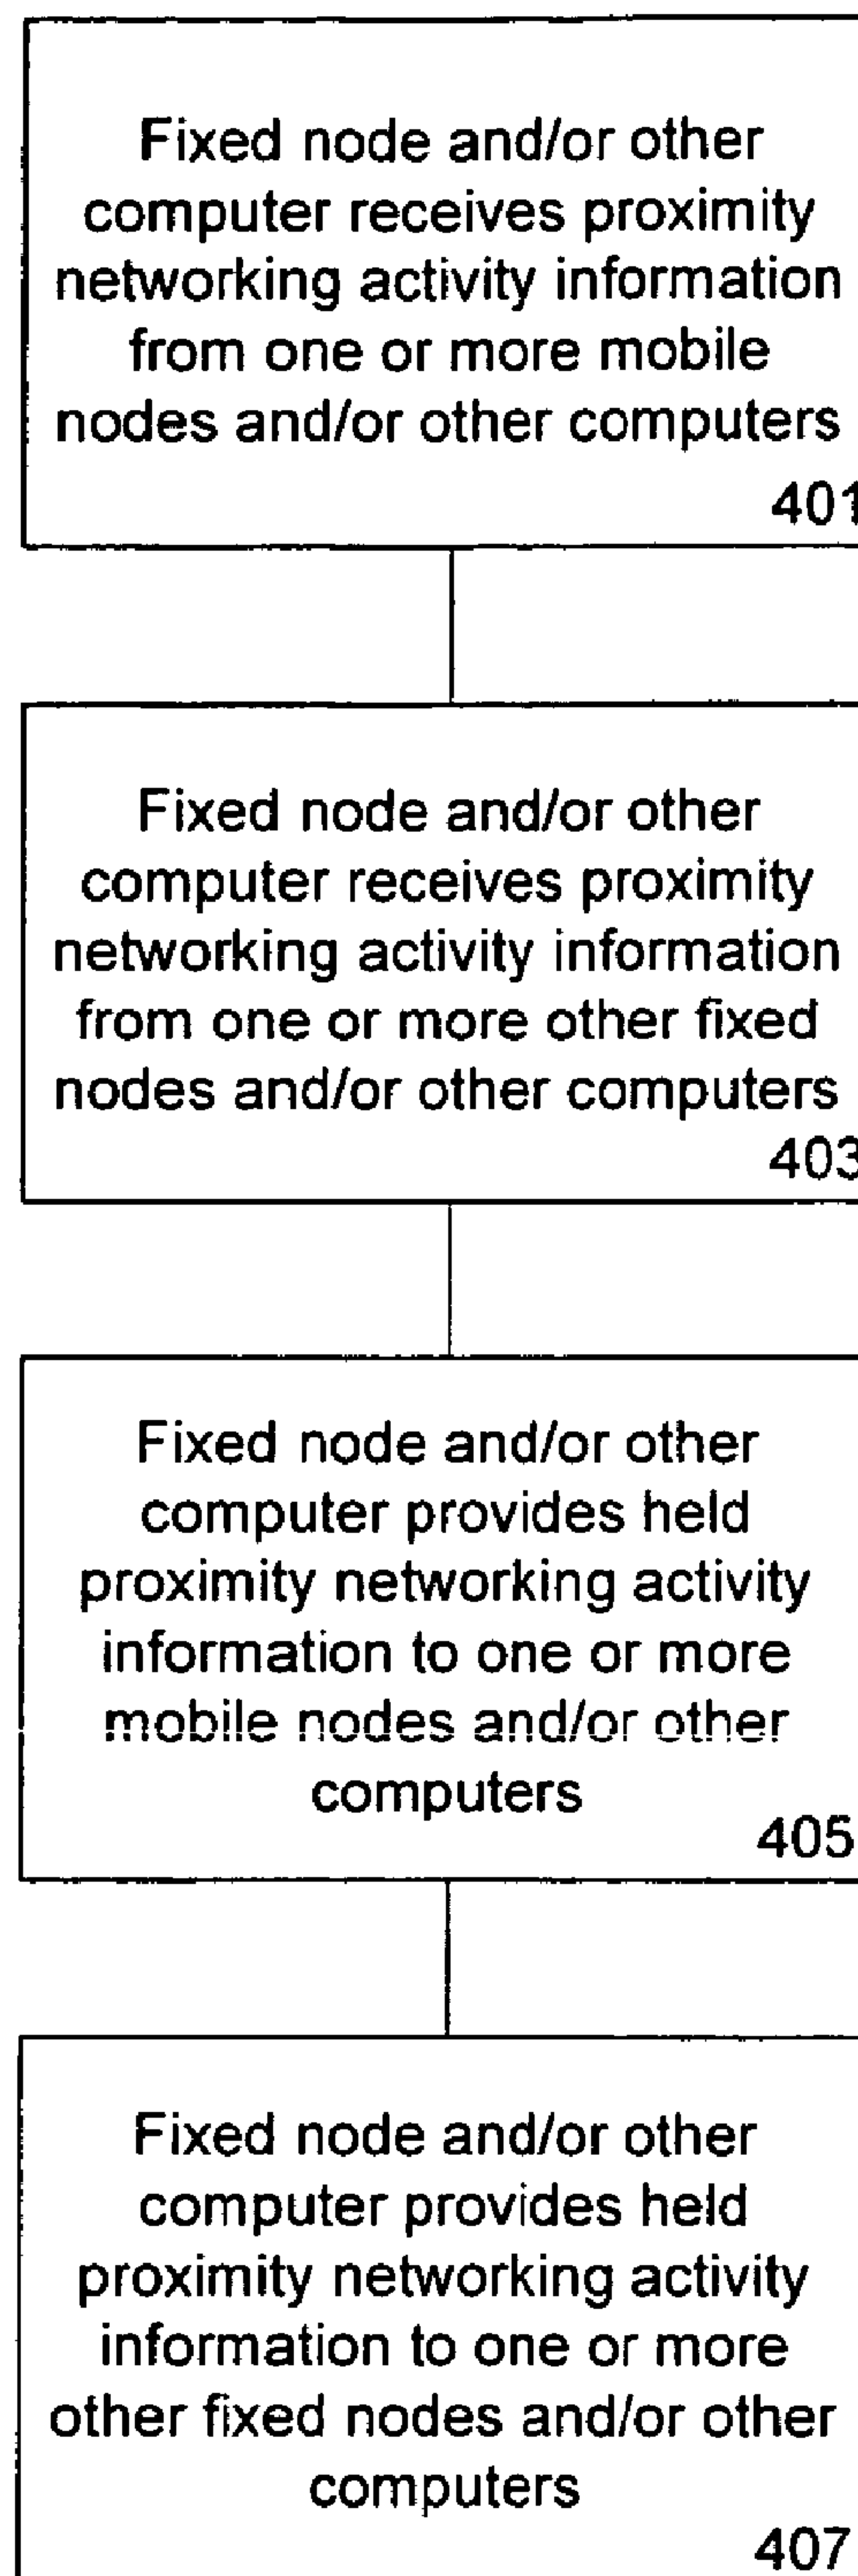 Fixed node and/or other
computer receives proximity
networking activity information
from one or more mobile
nodes and/or other computers
401
Fixed node and/or other
computer receives proximity
networking activity information
from one or more other fixed
nodes and/or other computers
403
Fixed node and/or other
computer provides held
proximity networking activity
information to one or more
mobile nodes and/or other
computers
405
Fixed node and/or other
computer provides held
proximity networking activity
information to one or more
other fixed nodes and/or other
computers
407